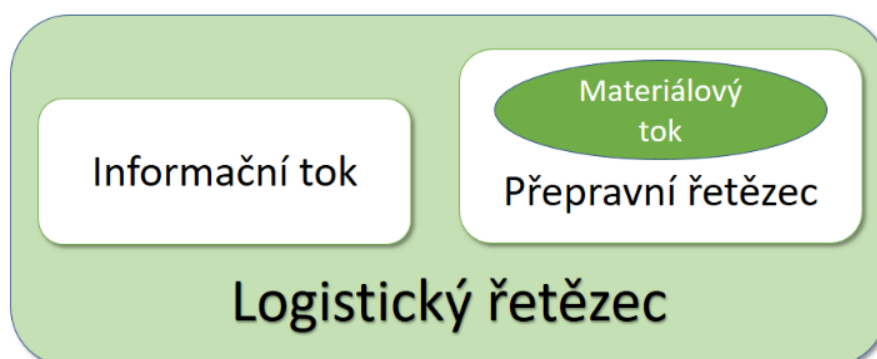 Informační tok
Materiálový
tok
Přepravní řetězec
Logistický řetězec